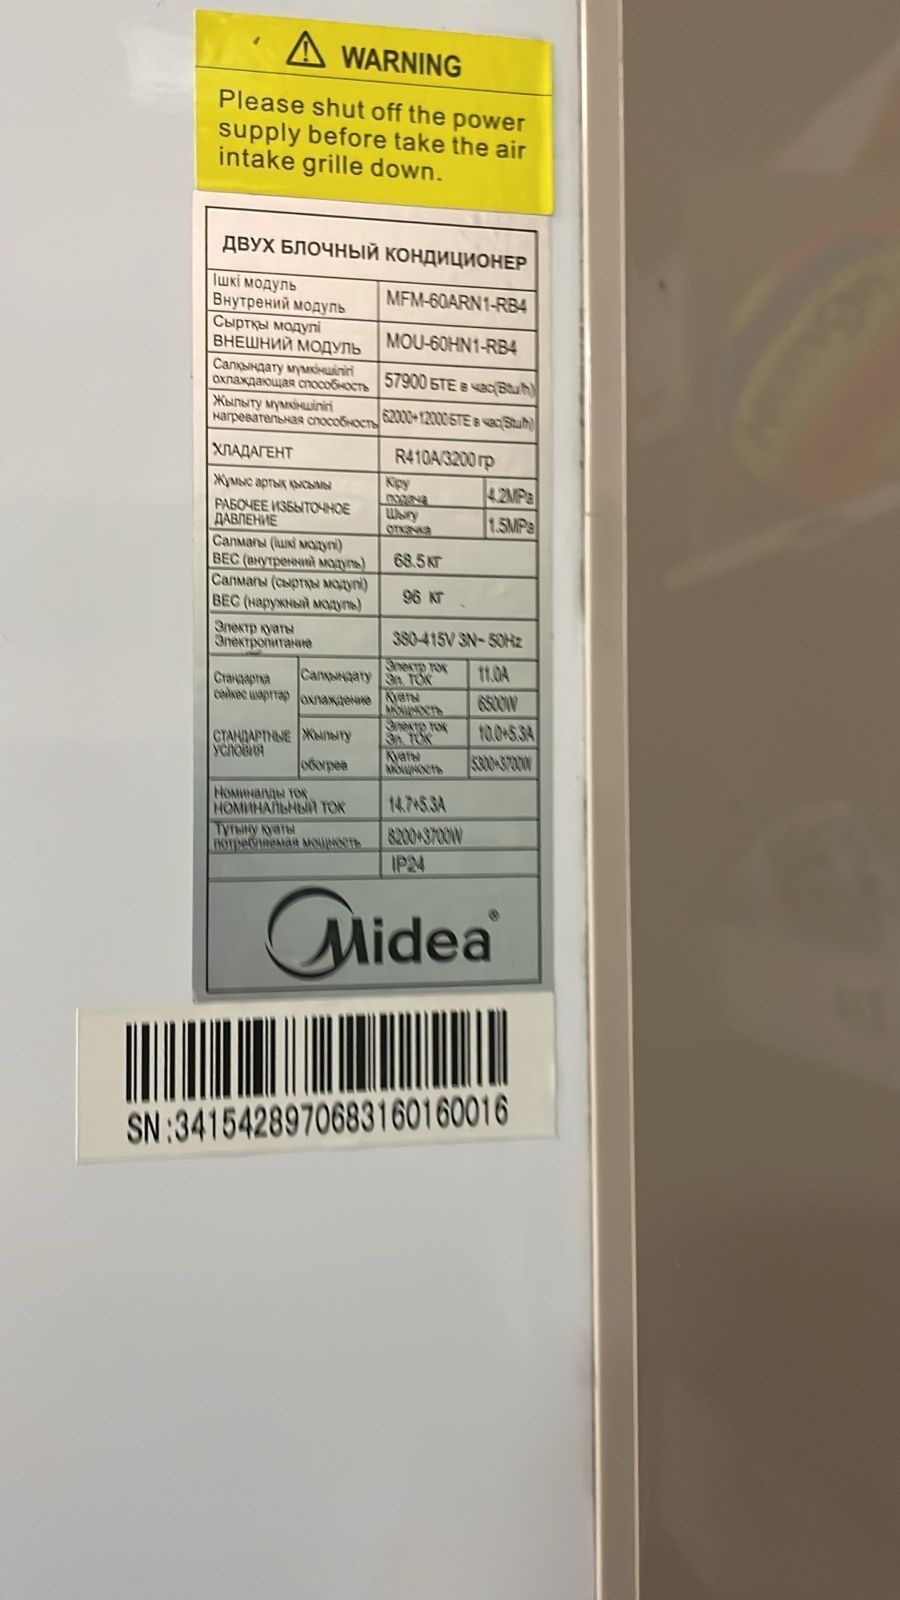 WARNING
Please shut off the power
supply before take the air
intake grille down.
ДВУХ БЛОЧНЫЙ КОНДИЦИОНЕР
Ішкі модуль
Внутрений модуль
MFM-60ARN1-RB4
Сыртқы модулі
ВНЕШНИЙ МОДУЛЬ
MOU-60HN1-RB4
Салқындату мүмкіншілігі
охлаждающая способность
57900 БТЕ в час(Btu/h)
Жылыту мүмкіншілігі
нагревательная способность
62000+12000 БТЕ в час(Btu/h)
ХЛАДАГЕНТ
R410A/3200 гр
Жұмыс артық қысымы
РАБОЧЕЕ ИЗБЫТОЧНОЕ
ДАВЛЕНИЕ
Кіру
подача
4.2MPa
Шығу
откачка
1.5MPa
Салмағы (ішкі модулі)
ВЕС (внутренний модуль)
68.5 кг
Салмағы (сыртқы модулі)
ВЕС (наружный модуль)
96 кг
Электр қуаты
Электропитание
380-415V 3N~ 50Hz
Стандартқа
сейкес шарттар
СТАНДАРТНЫЕ
УСЛОВИЯ
Салқындату
охлаждение
Электр ток
Эл. ТОК
11.0A
Қуаты
мощность
6500W
Жылыту
обогрев
Электр ток
Эл. ТОК
10.0+5.3A
Қуаты
мощность
5300+3700W
Номиналды ток
НОМИНАЛЬНЫЙ ТОК
14.7+5.3A
Тұтыну қуаты
потребляемая мощность
8200+3700W
IP24
Midea®
SN:3415428970683160160016